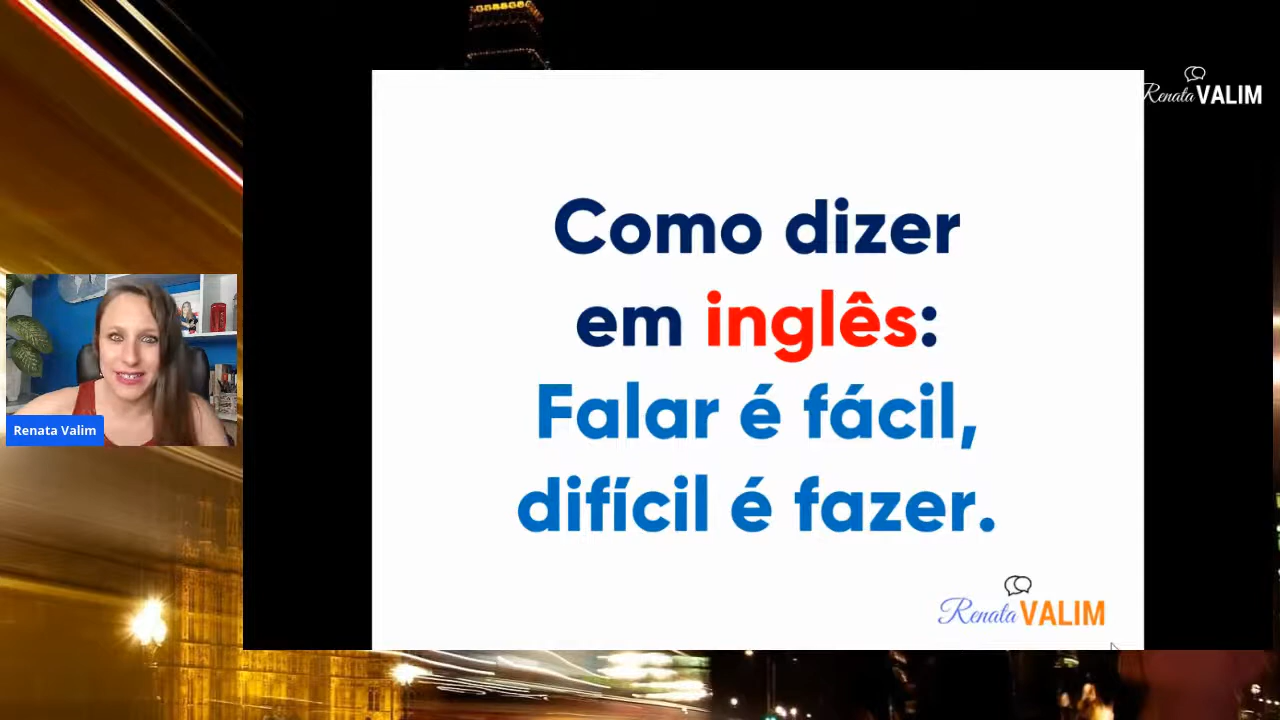 Renata VALIM
Como dizer
em inglês:
Falar é fácil,
difícil é fazer.
Renata Valim
Renata VALIM